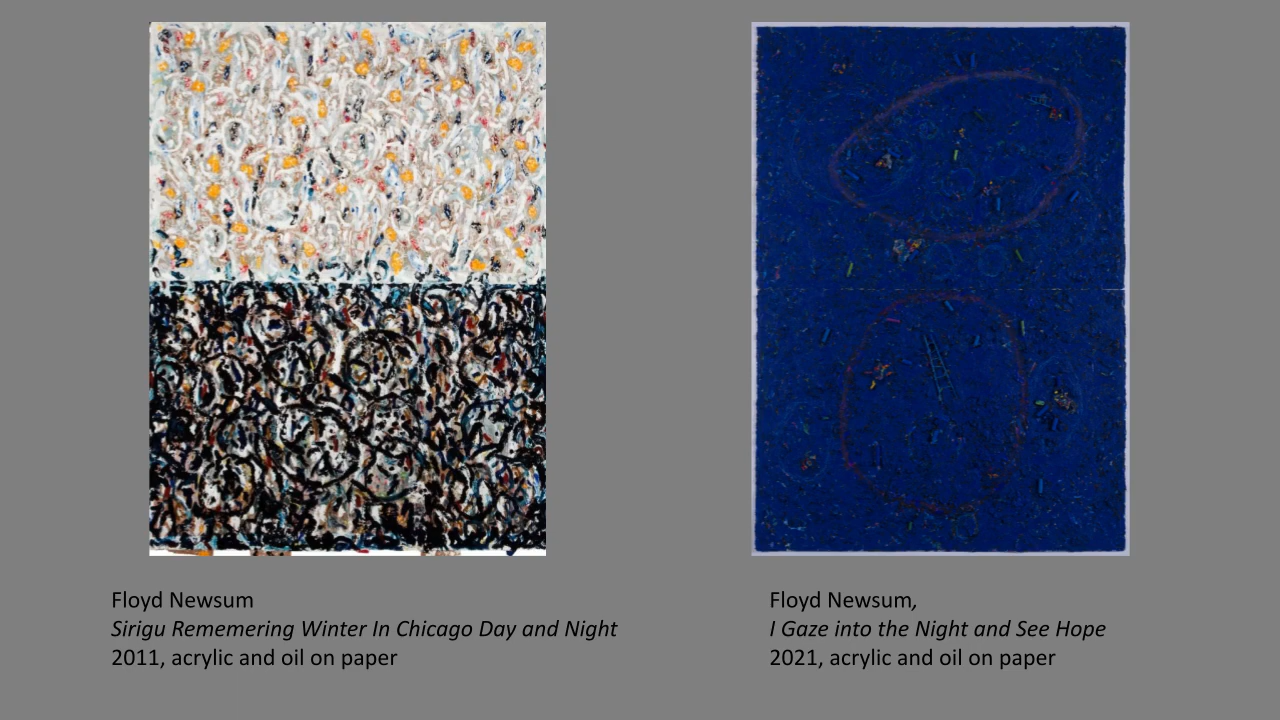 Floyd Newsum
Sirigu Rememering Winter In Chicago Day and Night
2011, acrylic and oil on paper
Floyd Newsum,
I Gaze into the Night and See Hope
2021, acrylic and oil on paper